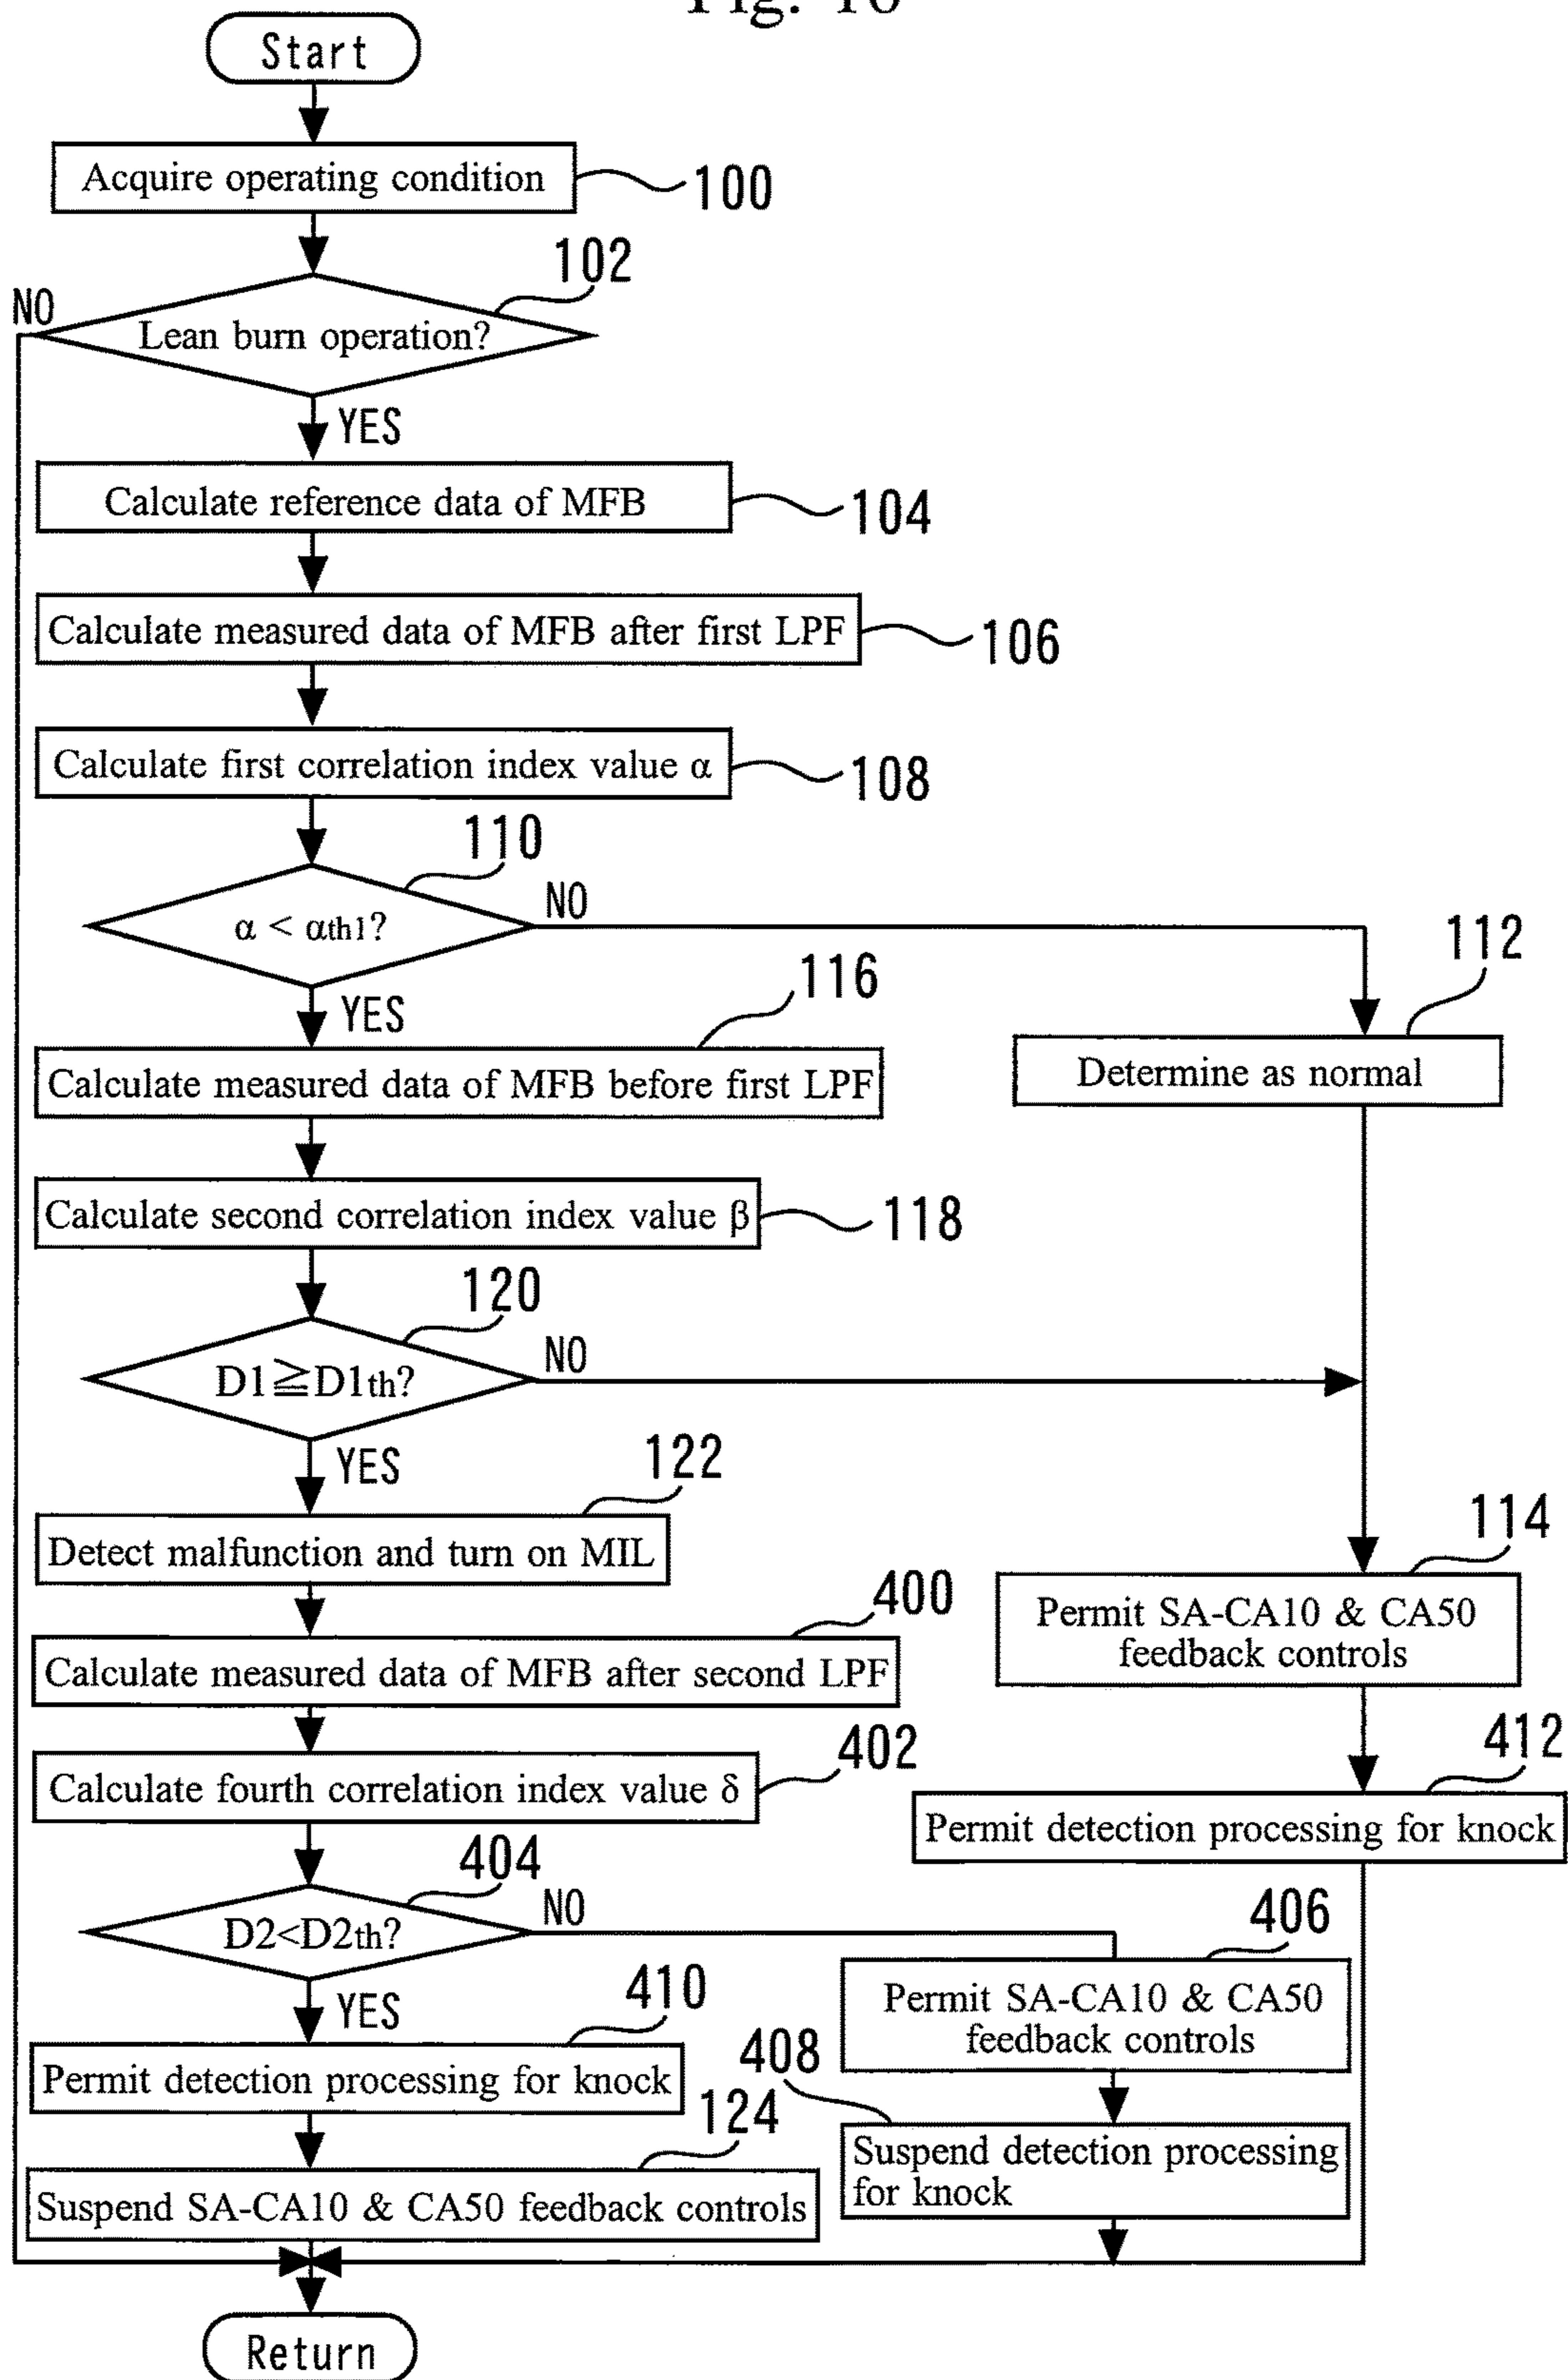 Start
Acquire operating condition
100
102
NO
Lean burn operation?
YES
Calculate reference data of MFB
104
Calculate measured data of MFB after first LPF
106
Calculate first correlation index value α
108
110
α < αth1?
NO
112
YES
116
Determine as normal
Calculate measured data of MFB before first LPF
Calculate second correlation index value β
118
120
D1≧D1th?
NO
YES
122
Detect malfunction and turn on MIL
114
Permit SA-CA10 & CA50
feedback controls
400
Calculate measured data of MFB after second LPF
402
Calculate fourth correlation index value δ
412
Permit detection processing for knock
404
D2<D2th?
NO
406
Permit SA-CA10 & CA50
feedback controls
YES
410
Permit detection processing for knock
408
Suspend detection processing
for knock
124
Suspend SA-CA10 & CA50 feedback controls
Return